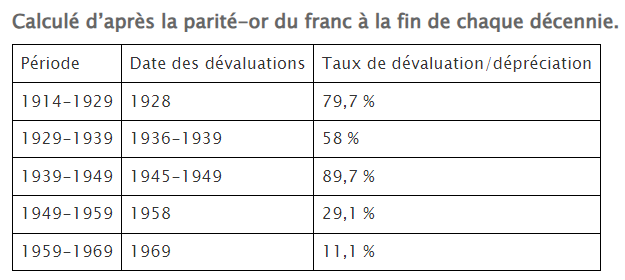 Calculé d’après la parité-or du franc à la fin de chaque décennie.
Période Date des dévaluations Taux de dévaluation/dépréciation
1914-1929 1928 79,7 %
1929-1939 1936-1939 58 %
1939-1949 1945-1949 89,7 %
1949-1959 1958 29,1 %
1959-1969 1969 11,1 %